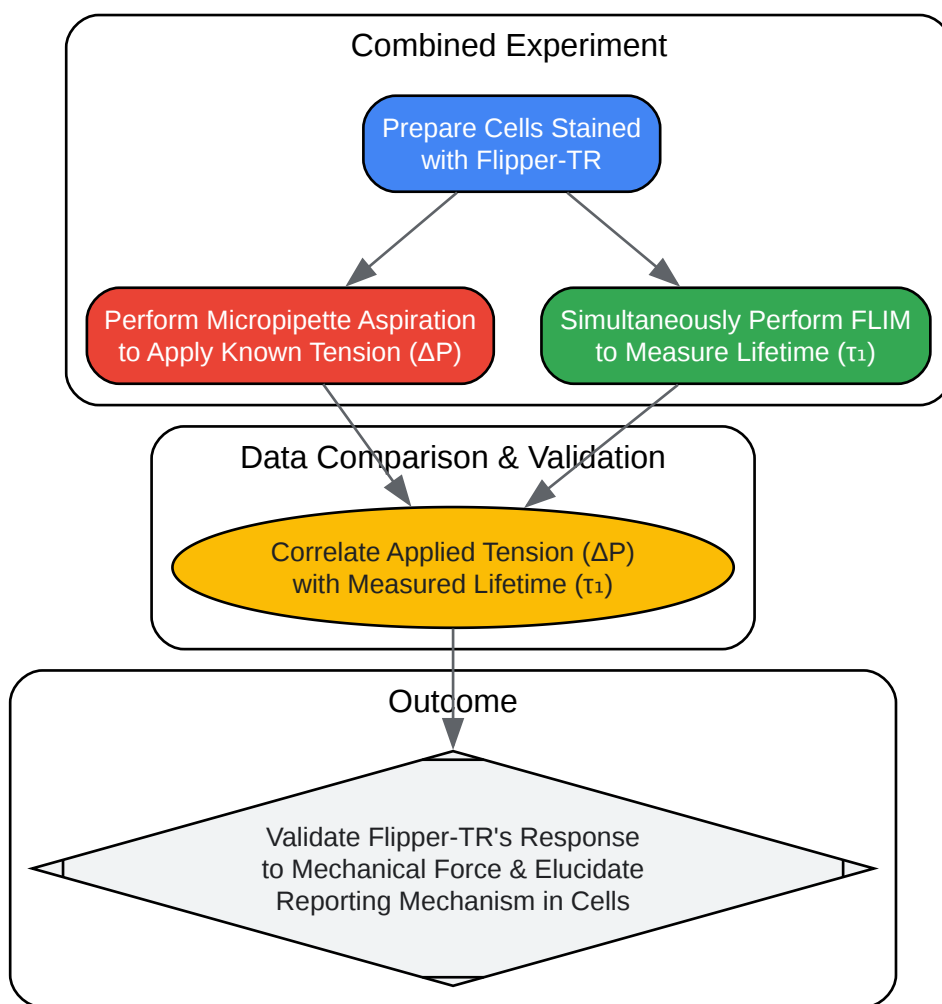 Combined Experiment
Prepare Cells Stained
with Flipper-TR
Perform Micropipette Aspiration
to Apply Known Tension (ΔP)
Simultaneously Perform FLIM
to Measure Lifetime (τ₁)
Data Comparison & Validation
Correlate Applied Tension (ΔP)
with Measured Lifetime (τ₁)
Outcome
Validate Flipper-TR's Response
to Mechanical Force & Elucidate
Reporting Mechanism in Cells